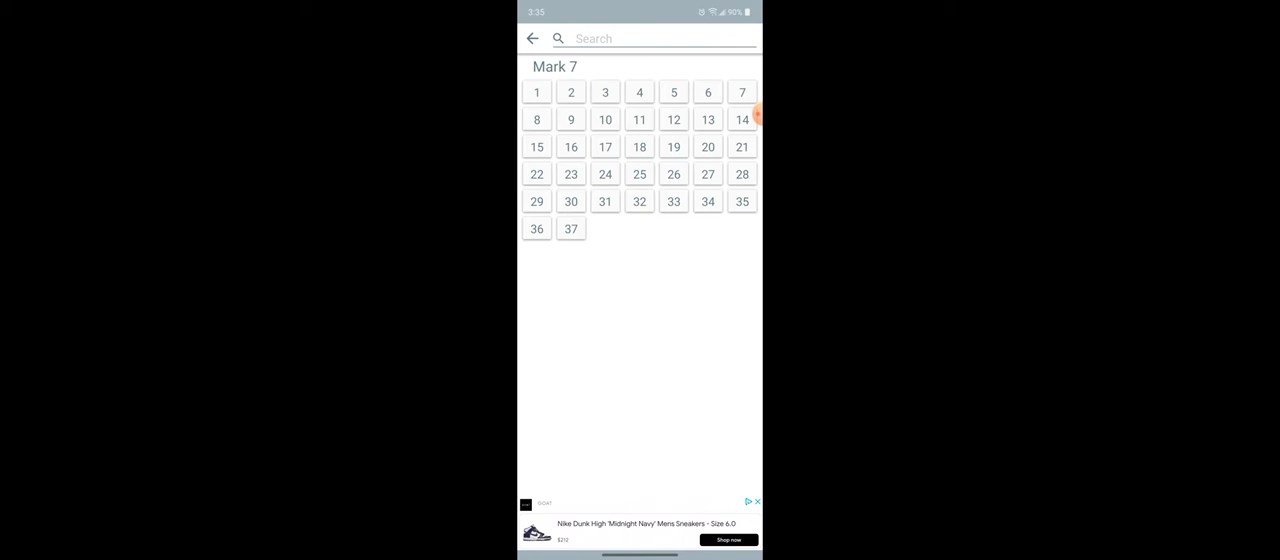 3:35 90%
Search
Mark 7
1 2 3 4 5 6 7
8 9 10 11 12 13 14
15 16 17 18 19 20 21
22 23 24 25 26 27 28
29 30 31 32 33 34 35
36 37
GOAT
Nike Dunk High 'Midnight Navy' Mens Sneakers - Size 6.0
$212 Shop now